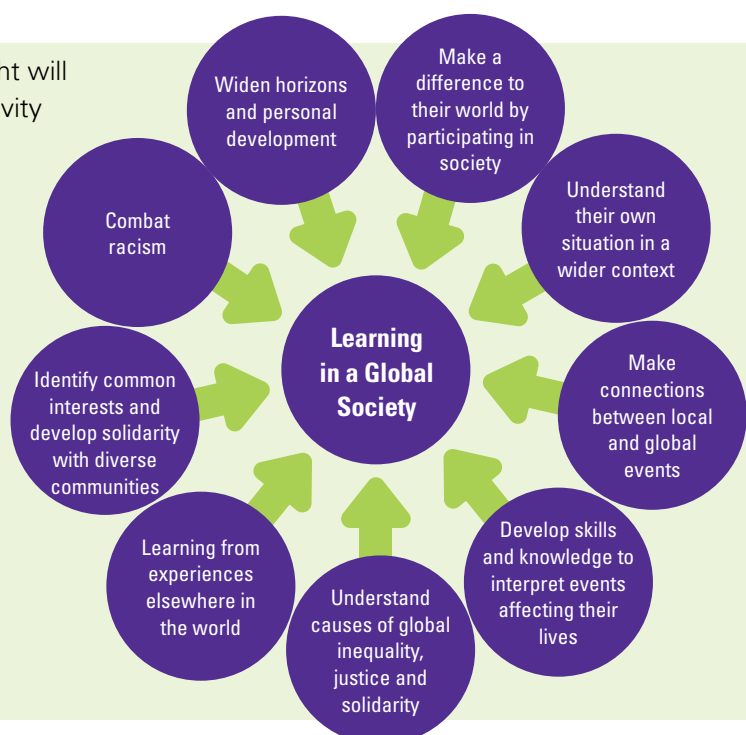 ht will
vity
Widen horizons
and personal
development
Make a
difference to
their world by
participating in
society
Understand
their own
situation in a
wider context
Make
connections
between local
and global
events
Develop skills
and knowledge to
interpret events
affecting their
lives
Understand
causes of global
inequality,
justice and
solidarity
Learning from
experiences
elsewhere in
the world
Identify common
interests and
develop solidarity
with diverse
communities
Combat
racism
Learning
in a Global
Society